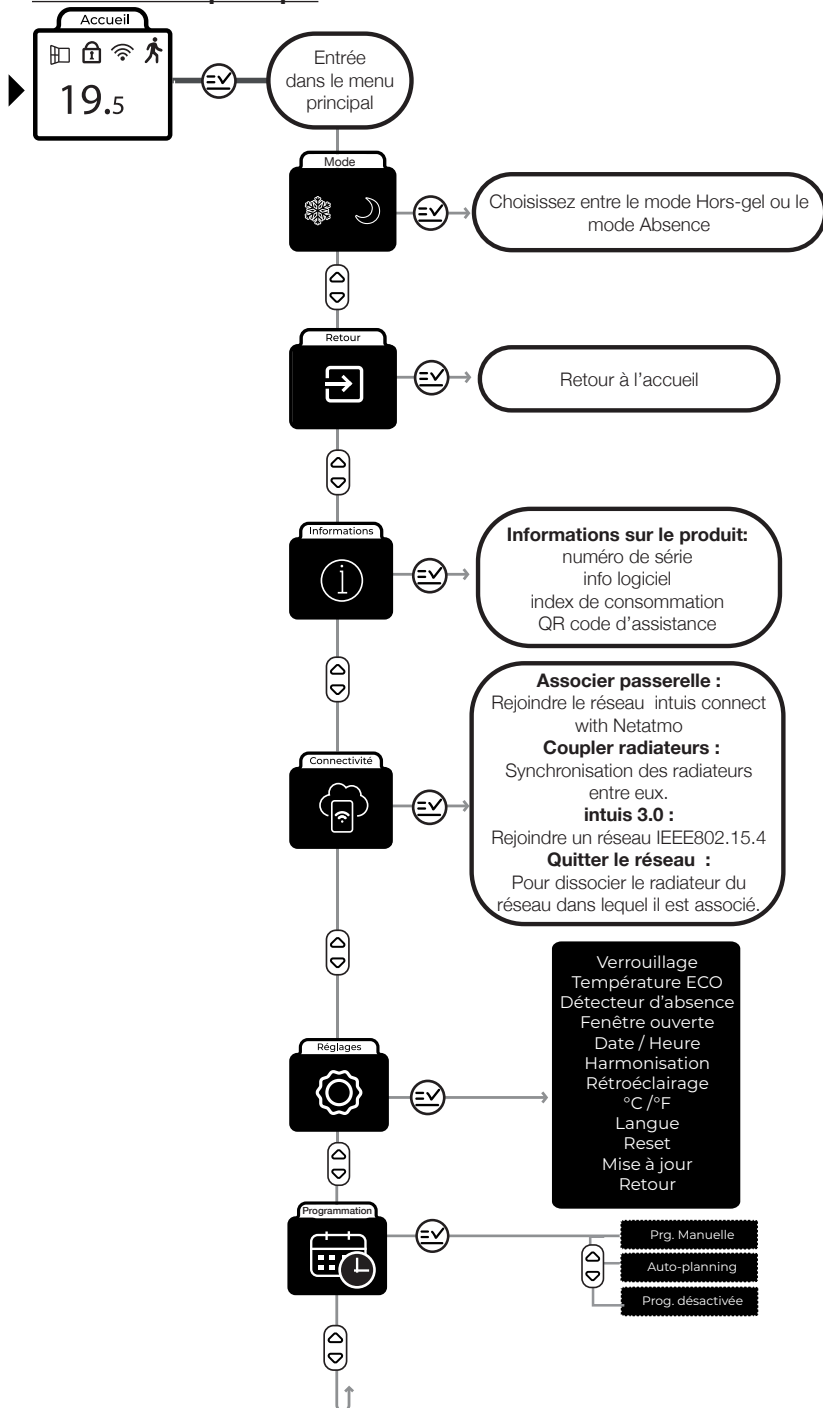 Accueil
19.5
Entrée
dans le menu
principal
Mode
Choisissez entre le mode Hors-gel ou le
mode Absence
Retour
Retour à l'accueil
Informations
Informations sur le produit:
numéro de série
info logiciel
index de consommation
QR code d'assistance
Connectivité
Associer passerelle :
Rejoindre le réseau intuis connect
with Netatmo
Coupler radiateurs :
Synchronisation des radiateurs
entre eux.
intuis 3.0 :
Rejoindre un réseau IEEE802.15.4
Quitter le réseau :
Pour dissocier le radiateur du
réseau dans lequel il est associé.
Réglages
Verrouillage
Température ECO
Détecteur d'absence
Fenêtre ouverte
Date / Heure
Harmonisation
Rétroéclairage
°C /°F
Langue
Reset
Mise à jour
Retour
Programmation
Prg. Manuelle
Auto-planning
Prog. désactivée